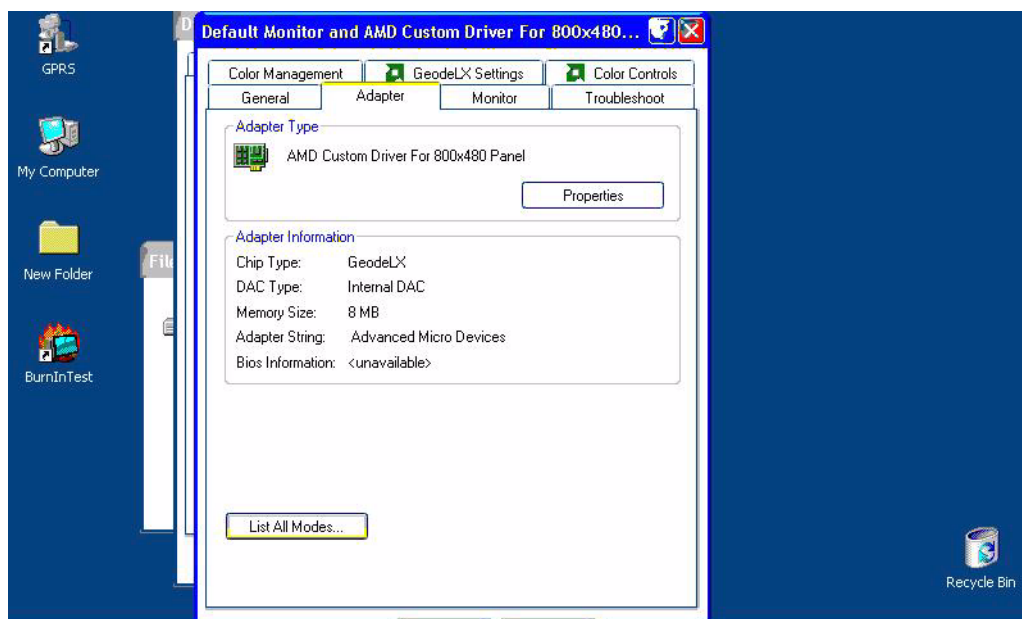 GPRS
My Computer
New Folder
BurnInTest
File
Default Monitor and AMD Custom Driver For 800x480...
Color Management
GeodeLX Settings
Color Controls
General
Adapter
Monitor
Troubleshoot
Adapter Type
AMD Custom Driver For 800x480 Panel
Properties
Adapter Information
Chip Type: GeodeLX
DAC Type: Internal DAC
Memory Size: 8 MB
Adapter String: Advanced Micro Devices
Bios Information: <unavailable>
List All Modes...
Recycle Bin